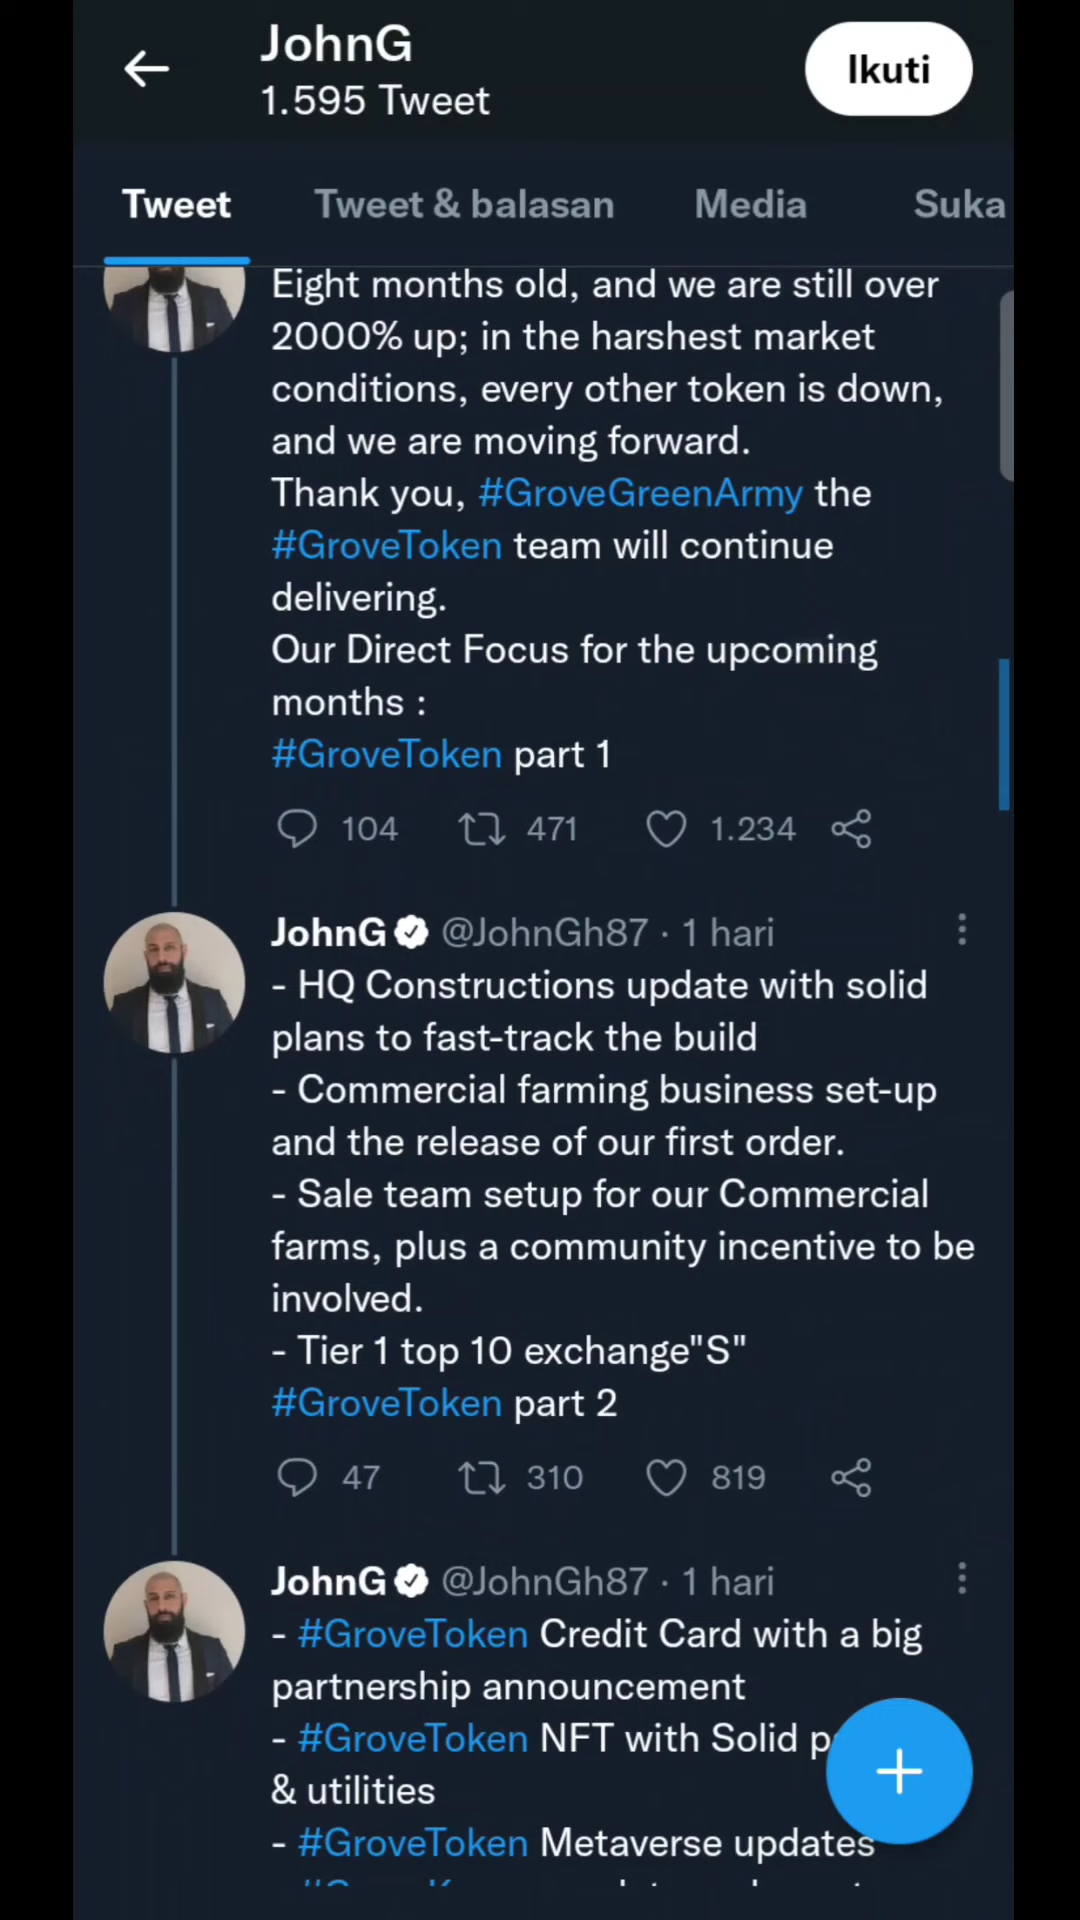 JohnG
1.595 Tweet
Ikuti
Tweet
Tweet & balasan
Media
Suka
Eight months old, and we are still over
2000% up; in the harshest market
conditions, every other token is down,
and we are moving forward.
Thank you, #GroveGreenArmy the
#GroveToken team will continue
delivering.
Our Direct Focus for the upcoming
months :
#GroveToken part 1
104 471 1.234
JohnG @JohnGh87 · 1 hari
- HQ Constructions update with solid
plans to fast-track the build
- Commercial farming business set-up
and the release of our first order.
- Sale team setup for our Commercial
farms, plus a community incentive to be
involved.
- Tier 1 top 10 exchange"S"
#GroveToken part 2
47 310 819
JohnG @JohnGh87 · 1 hari
- #GroveToken Credit Card with a big
partnership announcement
- #GroveToken NFT with Solid
& utilities
- #GroveToken Metaverse updates